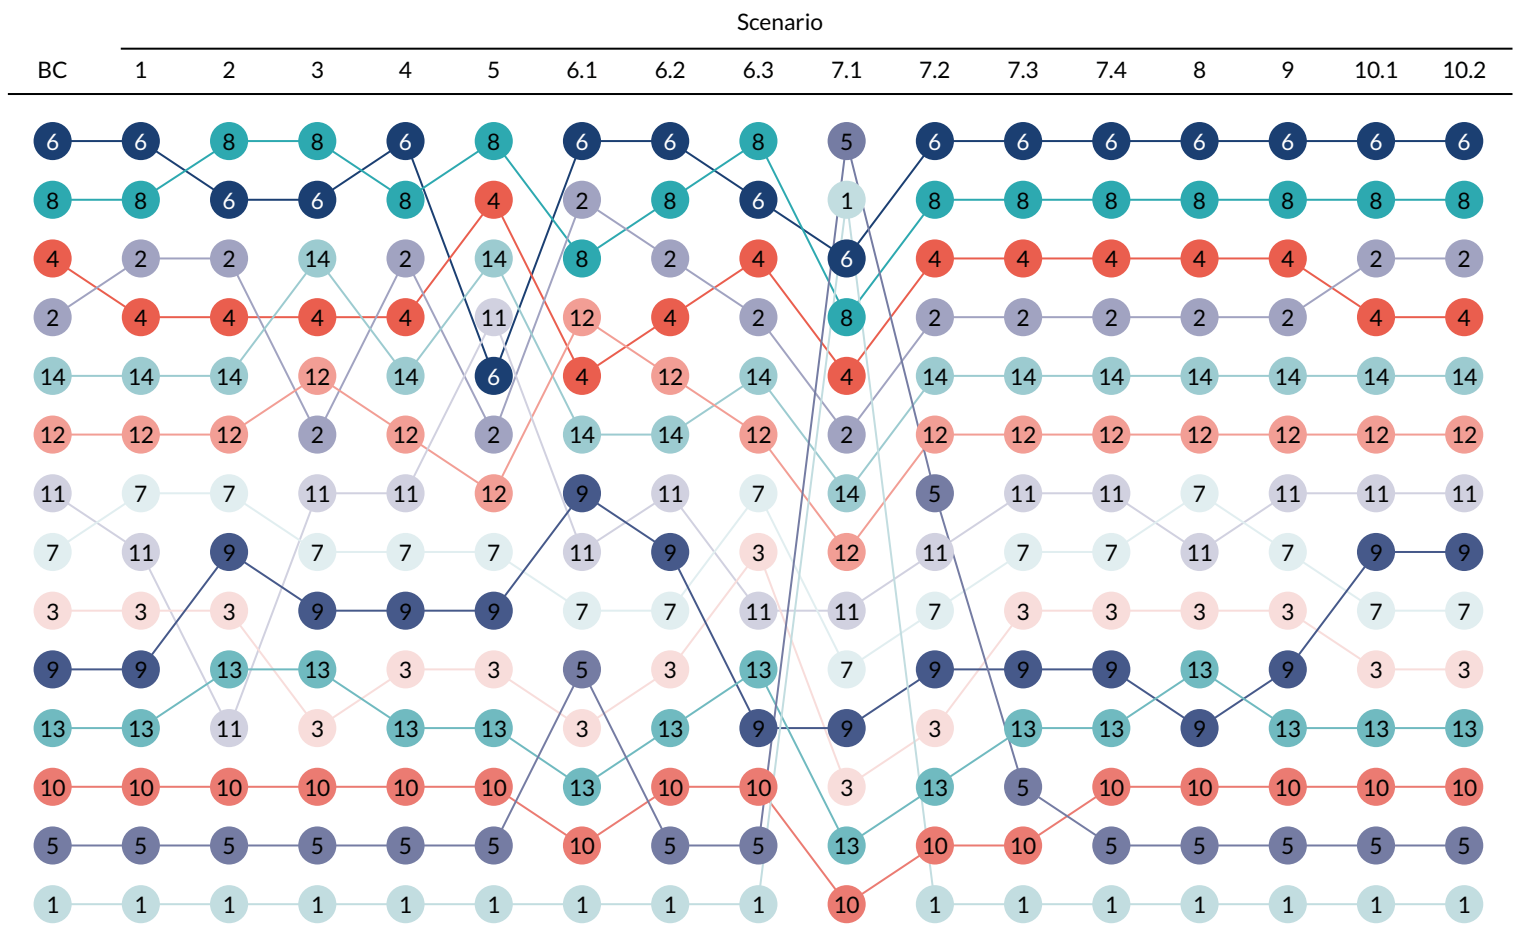 Scenario
BC 1 2 3 4 5 6.1 6.2 6.3 7.1 7.2 7.3 7.4 8 9 10.1 10.2
6 6 8 8 6 8 6 6 8 5 6 6 6 6 6 6 6
8 8 6 6 8 4 2 8 6 1 8 8 8 8 8 8 8
4 2 2 14 2 14 8 2 4 6 4 4 4 4 4 2 2
2 4 4 4 4 11 12 4 2 8 2 2 2 2 2 4 4
14 14 14 12 14 6 4 12 14 4 14 14 14 14 14 14 14
12 12 12 2 12 2 14 14 12 2 12 12 12 12 12 12 12
11 7 7 11 11 12 9 11 7 14 5 11 11 7 11 11 11
7 11 9 7 7 7 11 9 3 12 11 7 7 11 7 9 9
3 3 3 9 9 9 7 7 11 11 7 3 3 3 3 7 7
9 9 13 13 3 3 5 3 13 7 9 9 9 13 9 3 3
13 13 11 3 13 13 3 13 9 9 3 13 13 9 13 13 13
10 10 10 10 10 10 13 10 10 3 13 5 10 10 10 10 10
5 5 5 5 5 5 10 5 5 13 10 10 5 5 5 5 5
1 1 1 1 1 1 1 1 1 10 1 1 1 1 1 1 1